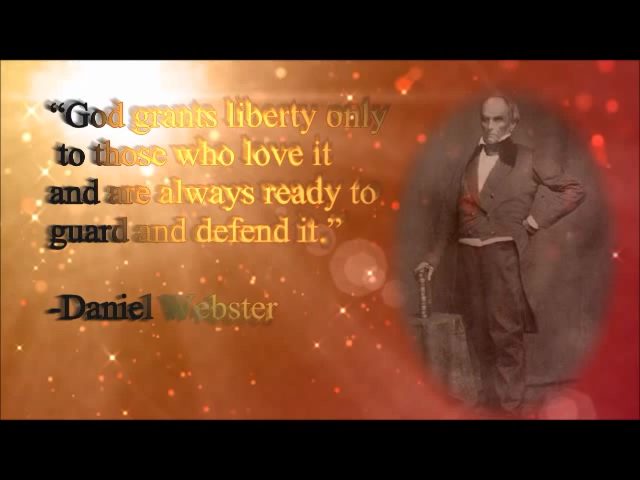 “God grants liberty only
to those who love it
and are always ready to
guard and defend it.”
-Daniel Webster